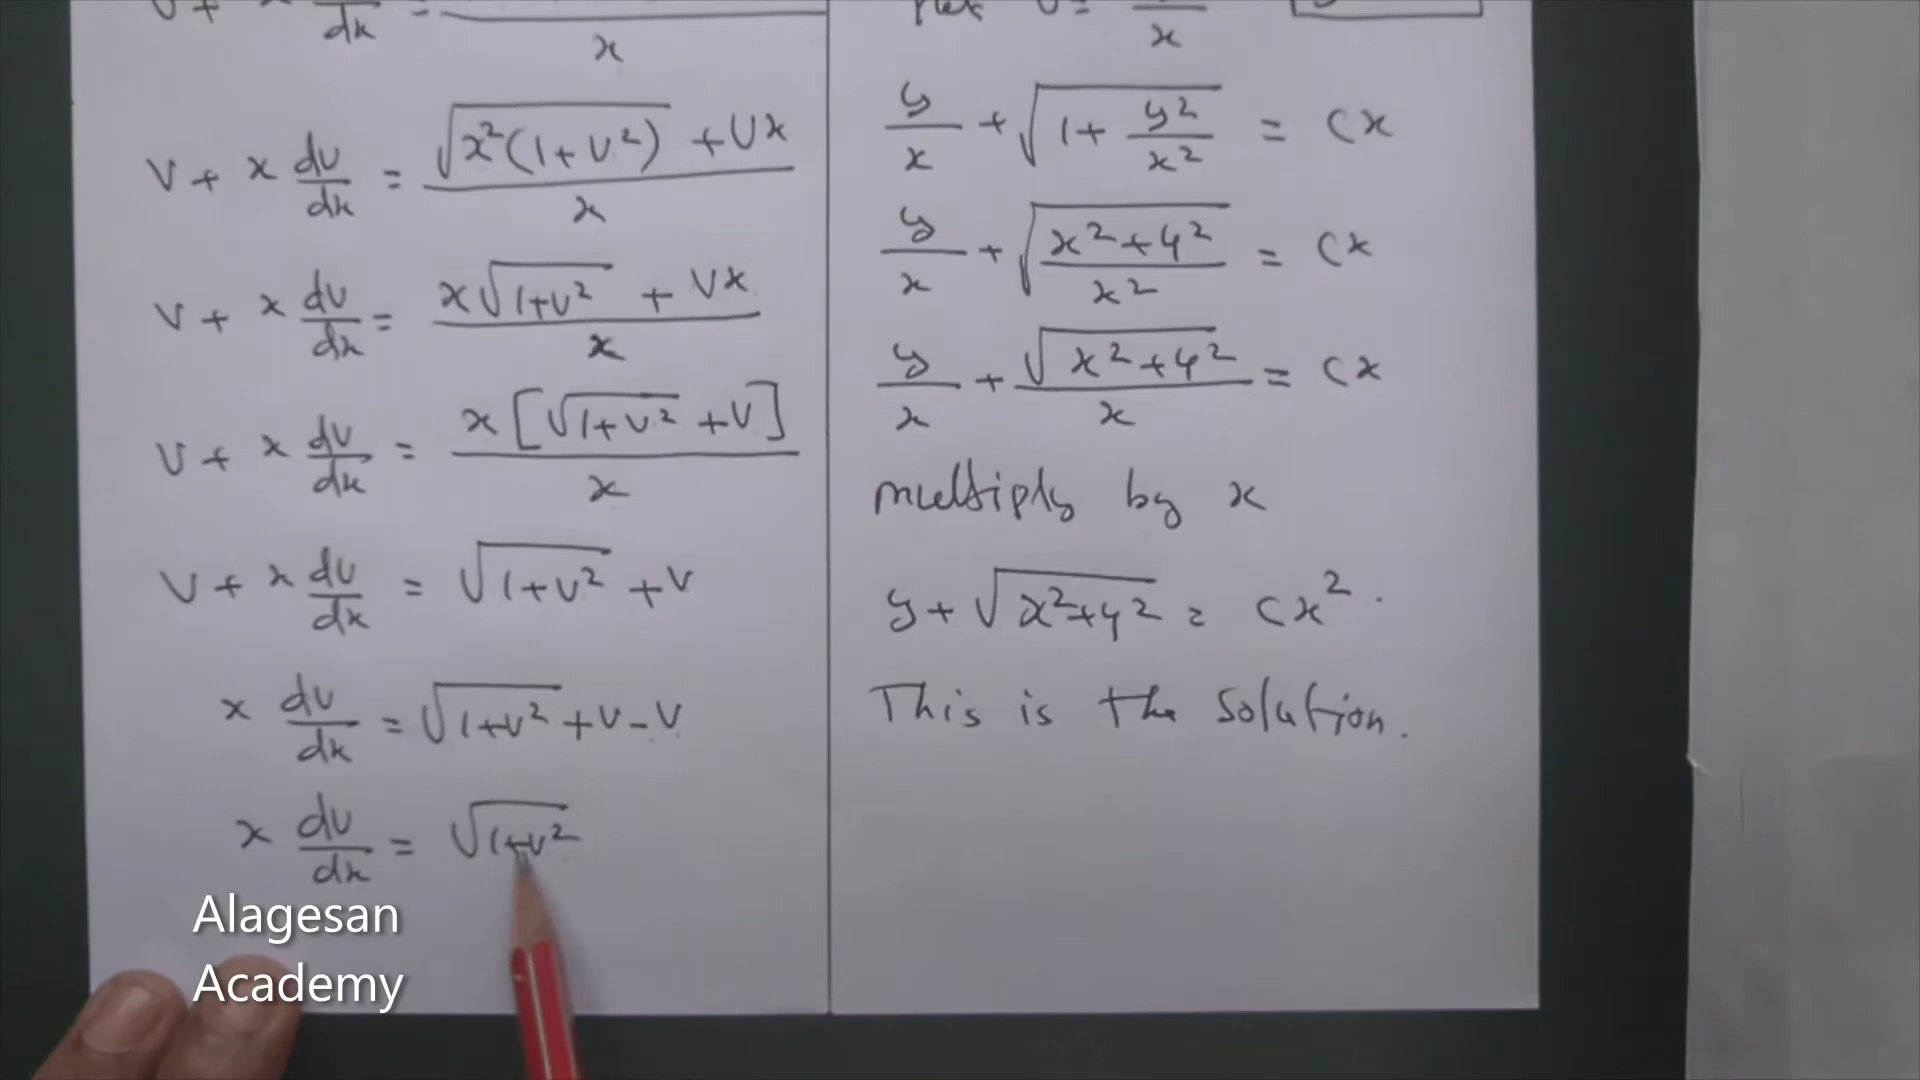 v + x dv/dx =
x
v + x dv/dx = √x²(1+v²) + vx / x
v + x dv/dx = x√1+v² + vx / x
v + x dv/dx = x[√1+v² + v] / x
v + x dv/dx = √1+v² + v
x dv/dx = √1+v² + v - v
x dv/dx = √1+v²
Alagesan
Academy
x
y/x + √1 + y²/x² = cx
y/x + √x²+y²/x² = cx
y/x + √x²+y²/x = cx
multiply by x
y + √x²+y² = cx².
This is the solution.